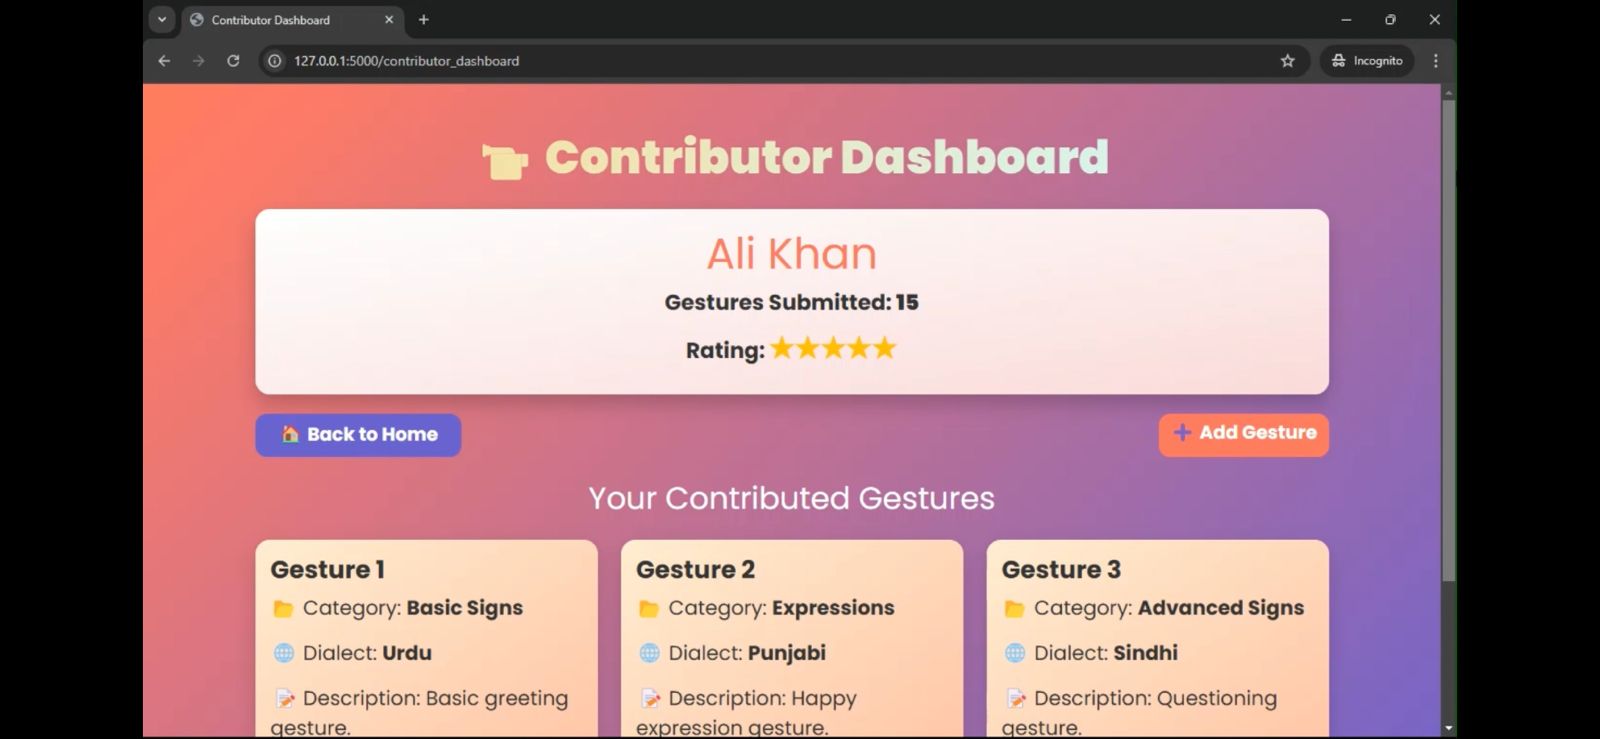 Contributor Dashboard
127.0.0.1:5000/contributor_dashboard
Incognito
Contributor Dashboard
Ali Khan
Gestures Submitted: 15
Rating: ★★★★★
Back to Home
Add Gesture
Your Contributed Gestures
Gesture 1
Category: Basic Signs
Dialect: Urdu
Description: Basic greeting
gesture.
Gesture 2
Category: Expressions
Dialect: Punjabi
Description: Happy
expression gesture.
Gesture 3
Category: Advanced Signs
Dialect: Sindhi
Description: Questioning
gesture.